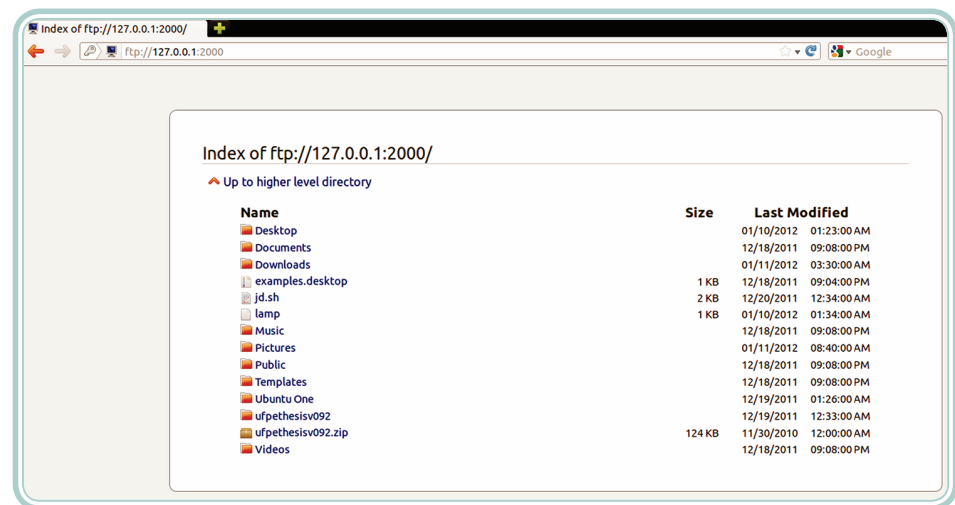 Index of ftp://127.0.0.1:2000/
ftp://127.0.0.1:2000
Google
Index of ftp://127.0.0.1:2000/
Up to higher level directory
Name Size Last Modified
Desktop 01/10/2012 01:23:00 AM
Documents 12/18/2011 09:08:00 PM
Downloads 01/11/2012 03:30:00 AM
examples.desktop 1 KB 12/18/2011 09:04:00 PM
jd.sh 2 KB 12/20/2011 12:34:00 AM
lamp 1 KB 01/10/2012 01:34:00 AM
Music 12/18/2011 09:08:00 PM
Pictures 01/11/2012 08:40:00 AM
Public 12/18/2011 09:08:00 PM
Templates 12/18/2011 09:08:00 PM
Ubuntu One 12/19/2011 01:26:00 AM
ufpethesisv092 12/19/2011 12:33:00 AM
ufpethesisv092.zip 124 KB 11/30/2010 12:00:00 AM
Videos 12/18/2011 09:08:00 PM